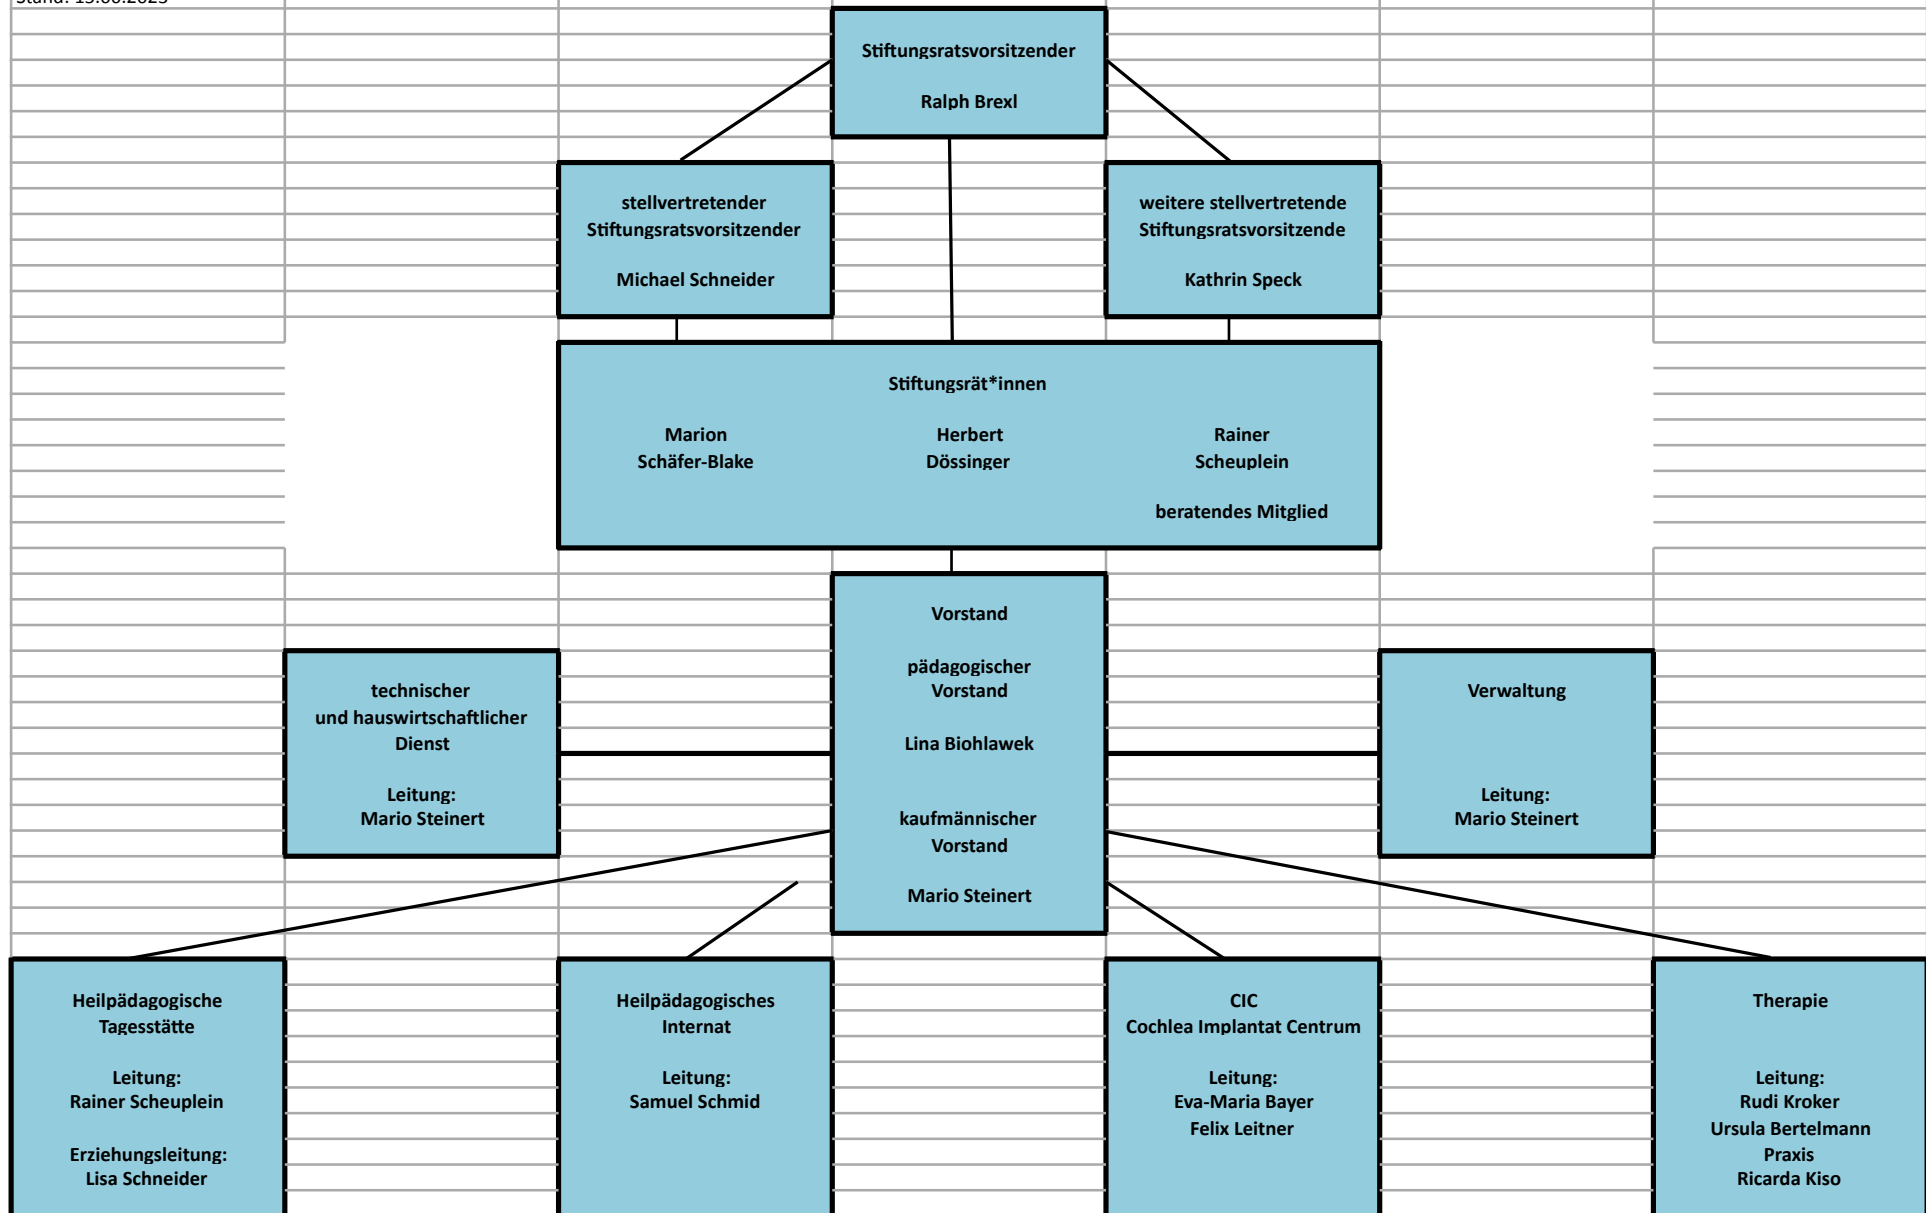 Stiftungsratsvorsitzender
Ralph Brexl
stellvertretender
Stiftungsratsvorsitzender
Michael Schneider
weitere stellvertretende
Stiftungsratsvorsitzende
Kathrin Speck
Stiftungsrät*innen
Marion
Schäfer-Blake
Herbert
Dössinger
Rainer
Scheuplein
beratendes Mitglied
Vorstand
pädagogischer
Vorstand
Lina Biohlawek
kaufmännischer
Vorstand
Mario Steinert
technischer
und hauswirtschaftlicher
Dienst
Leitung:
Mario Steinert
Verwaltung
Leitung:
Mario Steinert
Heilpädagogische
Tagesstätte
Leitung:
Rainer Scheuplein
Erziehungsleitung:
Lisa Schneider
Heilpädagogisches
Internat
Leitung:
Samuel Schmid
CIC
Cochlea Implantat Centrum
Leitung:
Eva-Maria Bayer
Felix Leitner
Therapie
Leitung:
Rudi Kroker
Ursula Bertelmann
Praxis
Ricarda Kiso